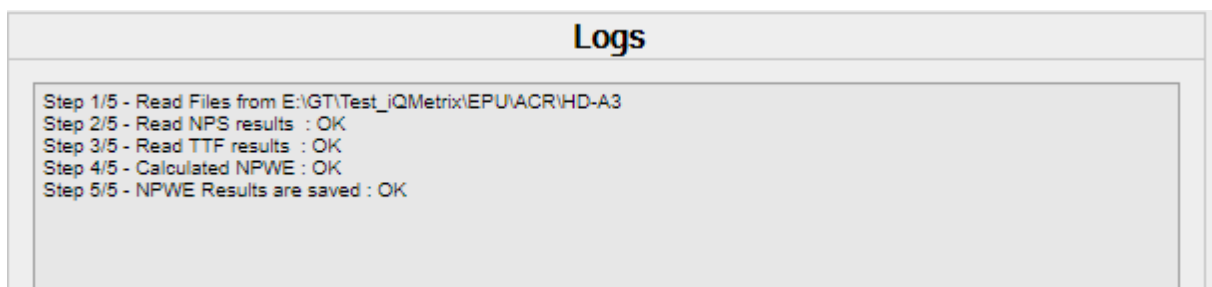 Logs
Step 1/5 - Read Files from E:\GT\Test_iQMetrix\EPU\ACR\HD-A3
Step 2/5 - Read NPS results  : OK
Step 3/5 - Read TTF results  : OK
Step 4/5 - Calculated NPWE : OK
Step 5/5 - NPWE Results are saved : OK